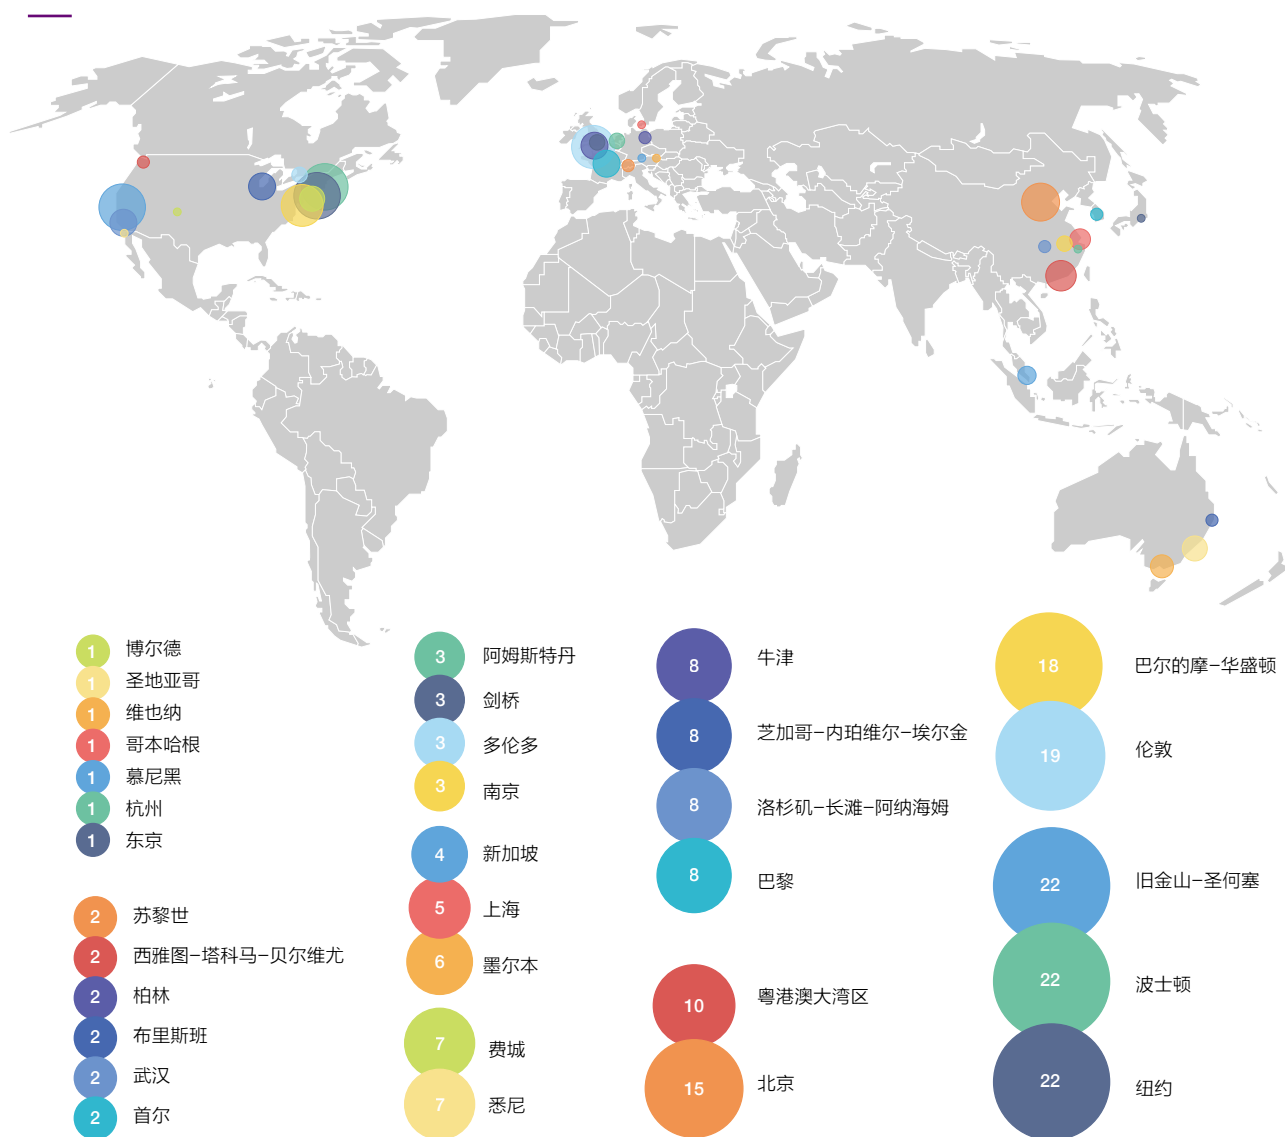 1 博尔德
1 圣地亚哥
1 维也纳
1 哥本哈根
1 慕尼黑
1 杭州
1 东京
2 苏黎世
2 西雅图–塔科马–贝尔维尤
2 柏林
2 布里斯班
2 武汉
2 首尔
3 阿姆斯特丹
3 剑桥
3 多伦多
3 南京
4 新加坡
5 上海
6 墨尔本
7 费城
7 悉尼
8 牛津
8 芝加哥–内珀维尔–埃尔金
8 洛杉矶–长滩–阿纳海姆
8 巴黎
10 粤港澳大湾区
15 北京
18 巴尔的摩–华盛顿
19 伦敦
22 旧金山–圣何塞
22 波士顿
22 纽约